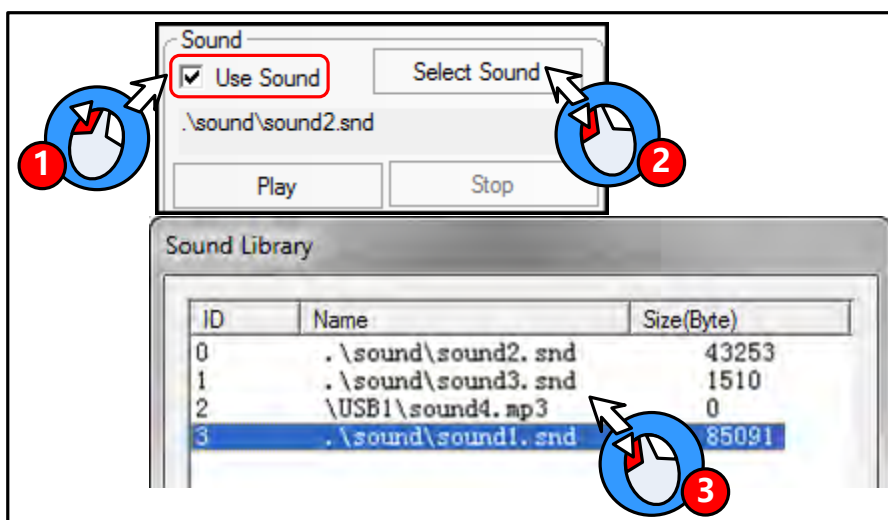 Sound
Use Sound
Select Sound
.\sound\sound2.snd
1
2
Play
Stop
Sound Library
ID Name Size(Byte)
0 .\sound\sound2.snd 43253
1 .\sound\sound3.snd 1510
2 \USB1\sound4.mp3 0
3 .\sound\sound1.snd 85091
3